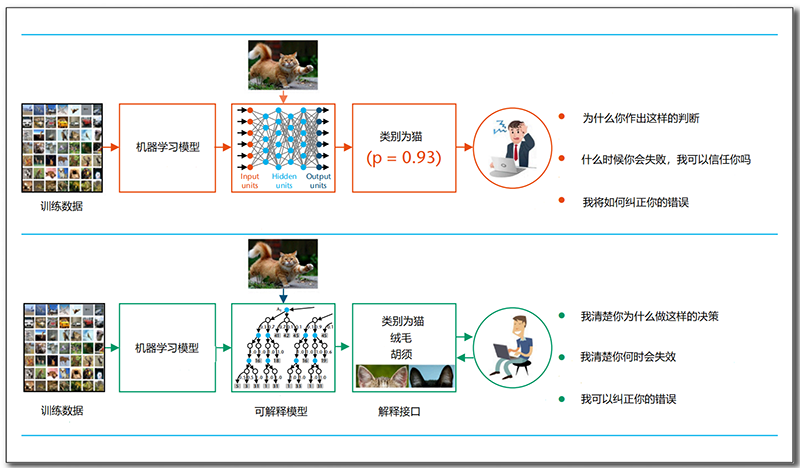 为什么你作出这样的判断
机器学习模型
类别为猫
(p = 0.93)
什么时候你会失败，我可以信任你吗
Input units
Hidden units
Output units
训练数据
我将如何纠正你的错误
类别为猫
绒毛
胡须
我清楚你为什么做这样的决策
机器学习模型
我清楚你何时会失效
训练数据
可解释模型
解释接口
我可以纠正你的错误